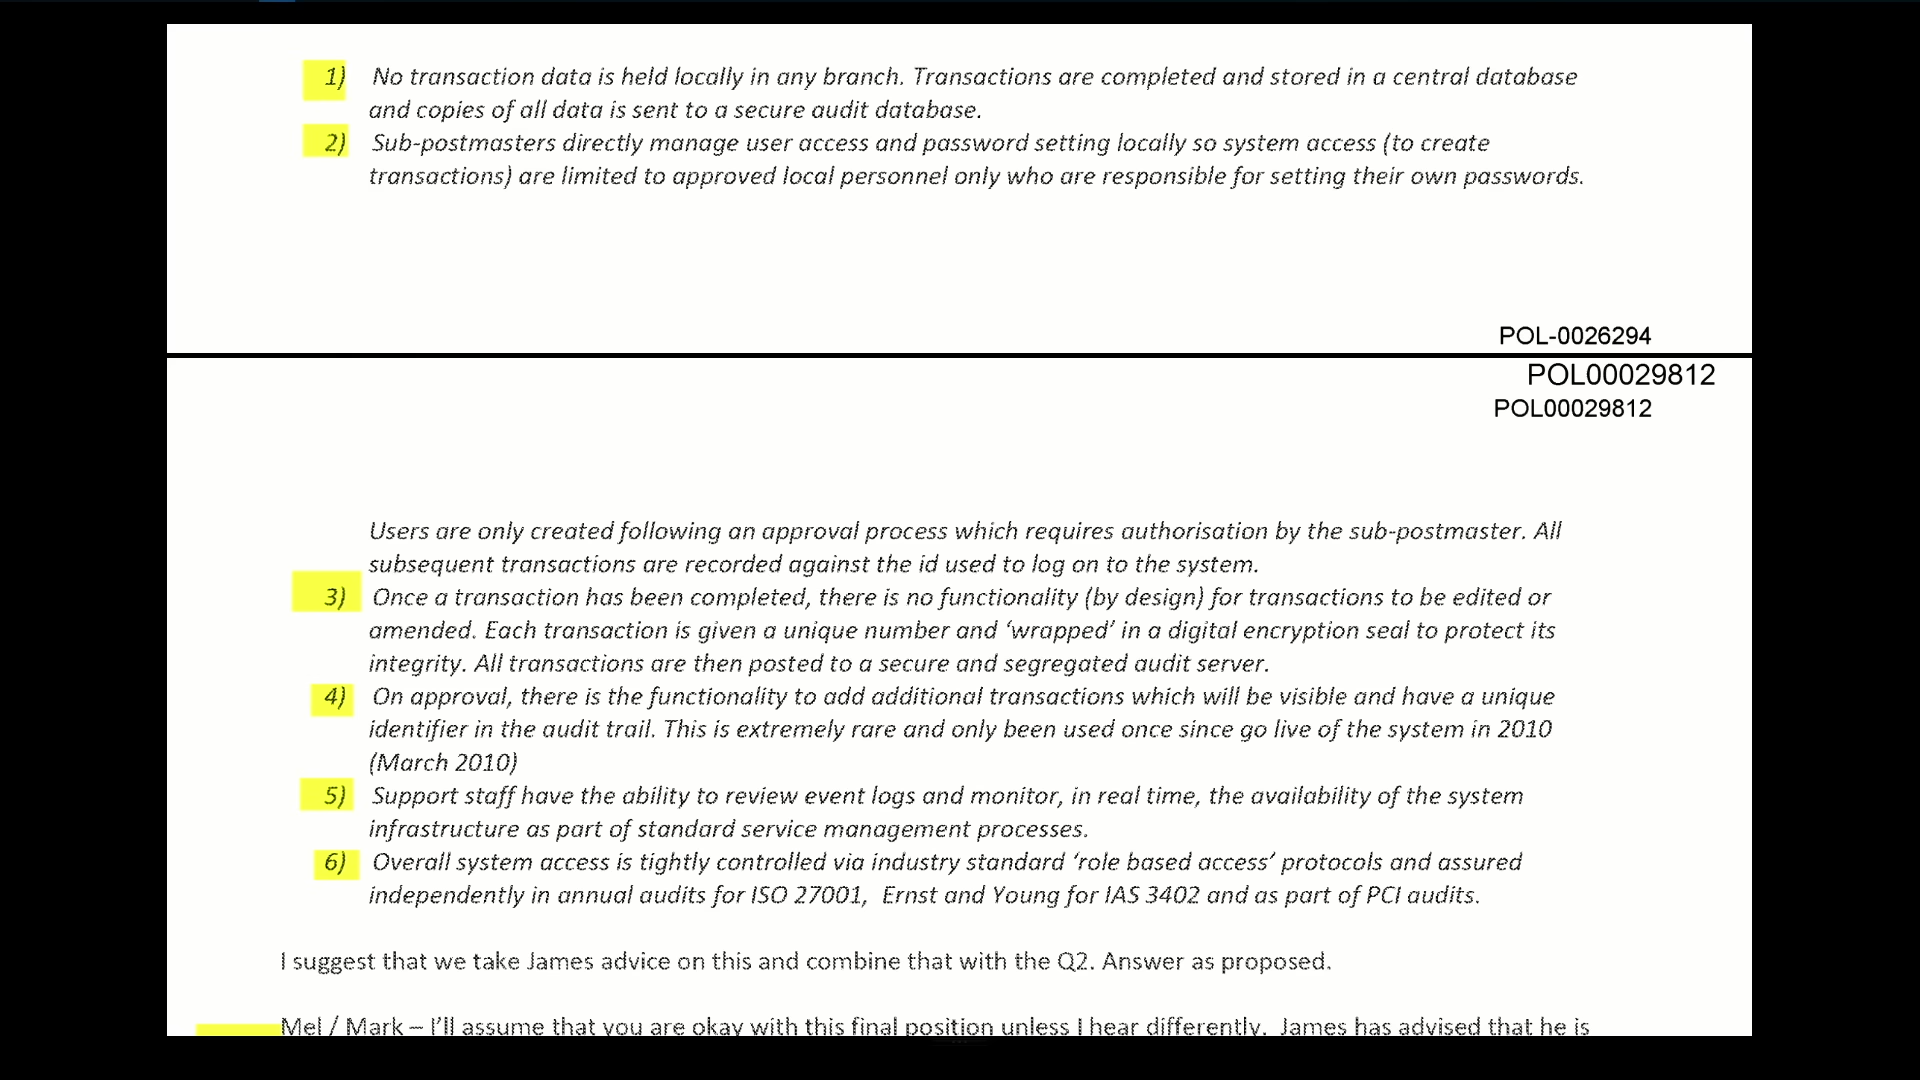 1) No transaction data is held locally in any branch. Transactions are completed and stored in a central database
and copies of all data is sent to a secure audit database.
2) Sub-postmasters directly manage user access and password setting locally so system access (to create
transactions) are limited to approved local personnel only who are responsible for setting their own passwords.
POL-0026294
POL00029812
POL00029812
Users are only created following an approval process which requires authorisation by the sub-postmaster. All
subsequent transactions are recorded against the id used to log on to the system.
3) Once a transaction has been completed, there is no functionality (by design) for transactions to be edited or
amended. Each transaction is given a unique number and ‘wrapped’ in a digital encryption seal to protect its
integrity. All transactions are then posted to a secure and segregated audit server.
4) On approval, there is the functionality to add additional transactions which will be visible and have a unique
identifier in the audit trail. This is extremely rare and only been used once since go live of the system in 2010
(March 2010)
5) Support staff have the ability to review event logs and monitor, in real time, the availability of the system
infrastructure as part of standard service management processes.
6) Overall system access is tightly controlled via industry standard ‘role based access’ protocols and assured
independently in annual audits for ISO 27001, Ernst and Young for IAS 3402 and as part of PCI audits.
I suggest that we take James advice on this and combine that with the Q2. Answer as proposed.
Mel / Mark – I’ll assume that you are okay with this final position unless I hear differently. James has advised that he is